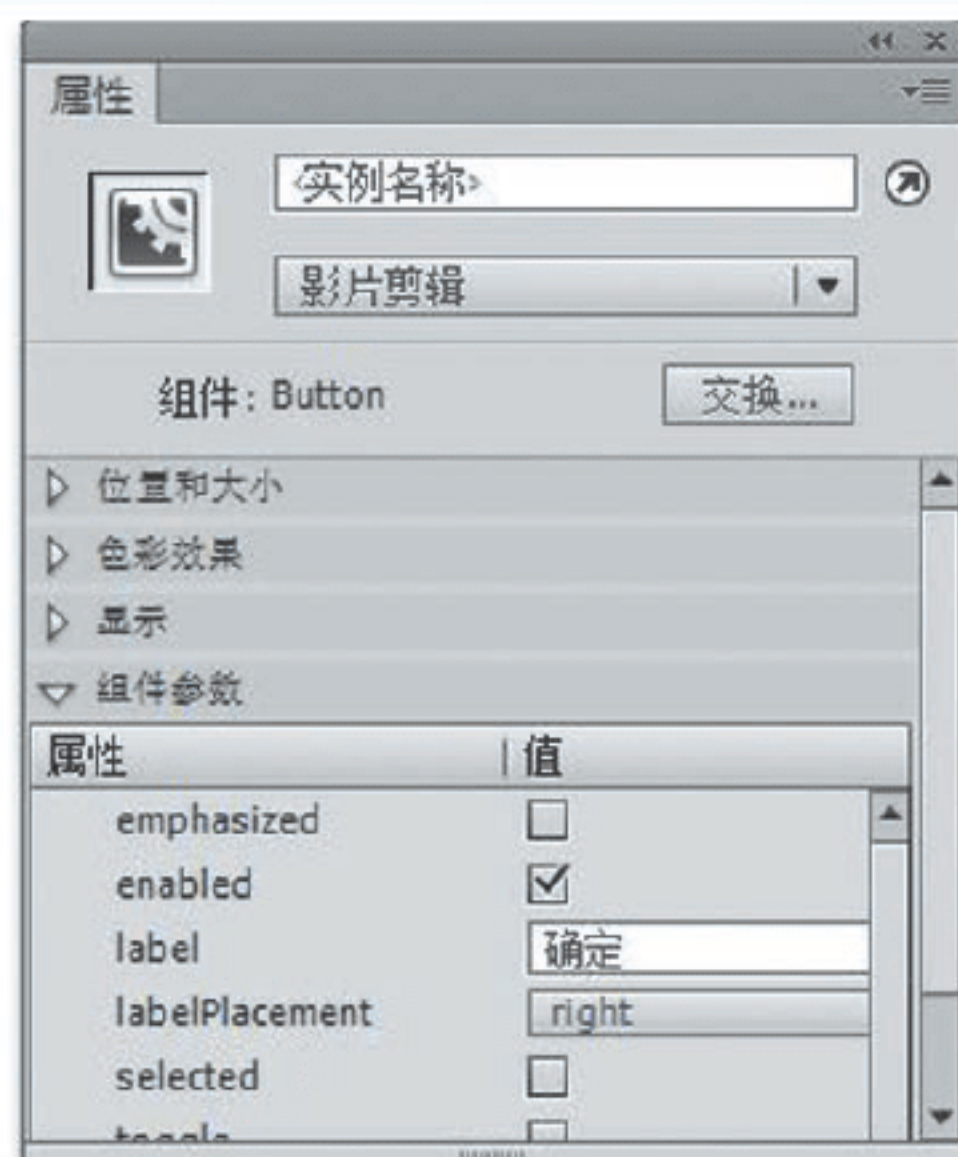 属性
<实例名称>
影片剪辑
组件: Button
交换...
位置和大小
色彩效果
显示
组件参数
属性 值
emphasized
enabled
label 确定
labelPlacement right
selected